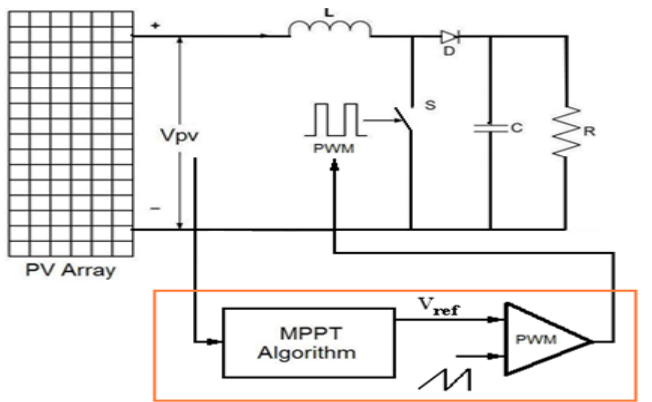 L
+
D
S
Vpv
PWM
C
R
–
PV Array
MPPT
Algorithm
Vref
PWM